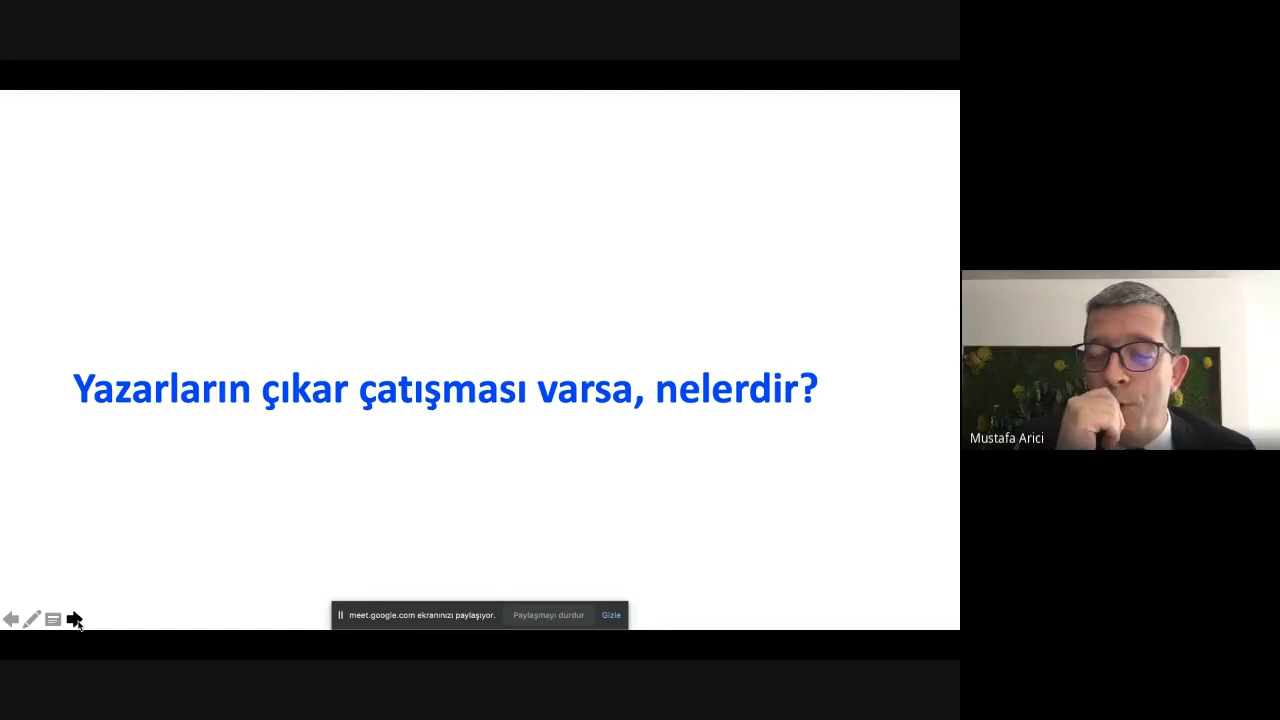 Yazarların çıkar çatışması varsa, nelerdir?
Mustafa Arici
meet.google.com ekranınızı paylaşıyor. Paylaşmayı durdur Gizle